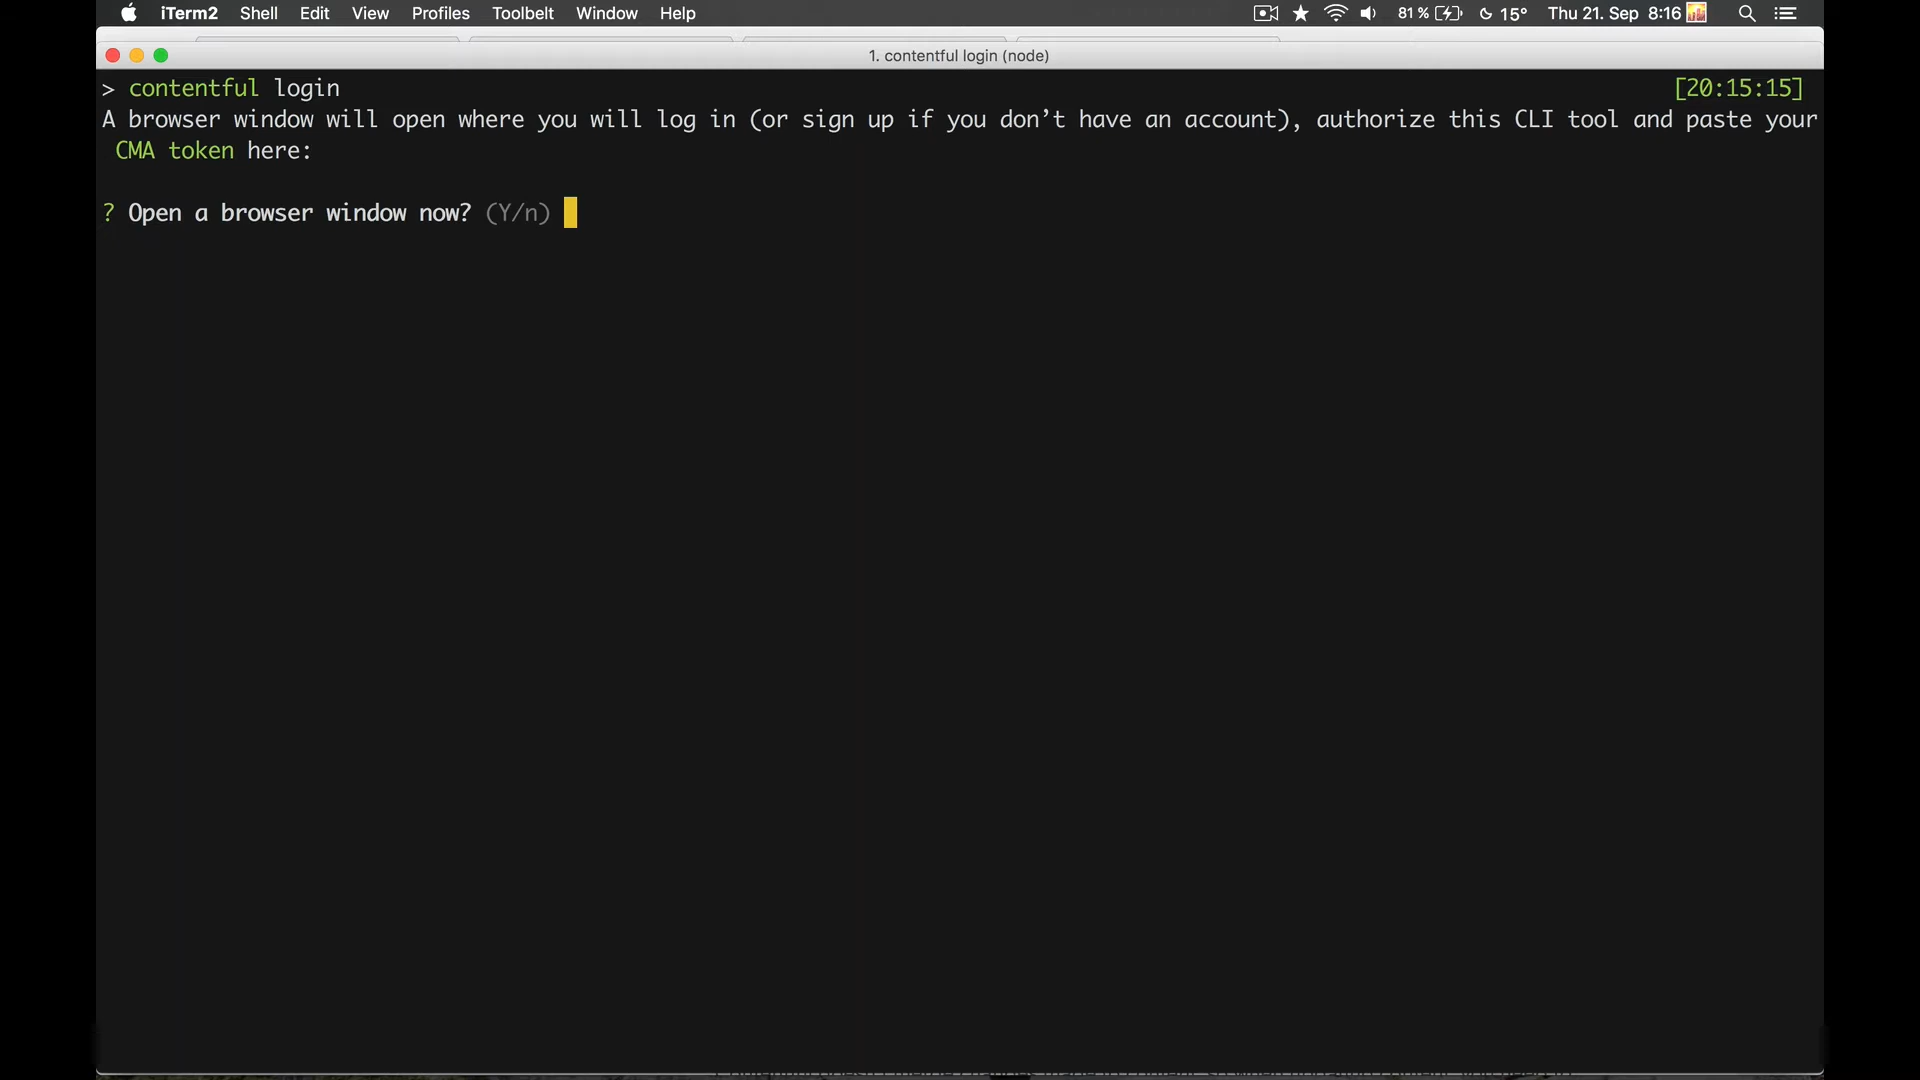 iTerm2 Shell Edit View Profiles Toolbelt Window Help 81 % 15° Thu 21. Sep 8:16
1. contentful login (node)
> contentful login [20:15:15]
A browser window will open where you will log in (or sign up if you don’t have an account), authorize this CLI tool and paste your
CMA token here:
? Open a browser window now? (Y/n)